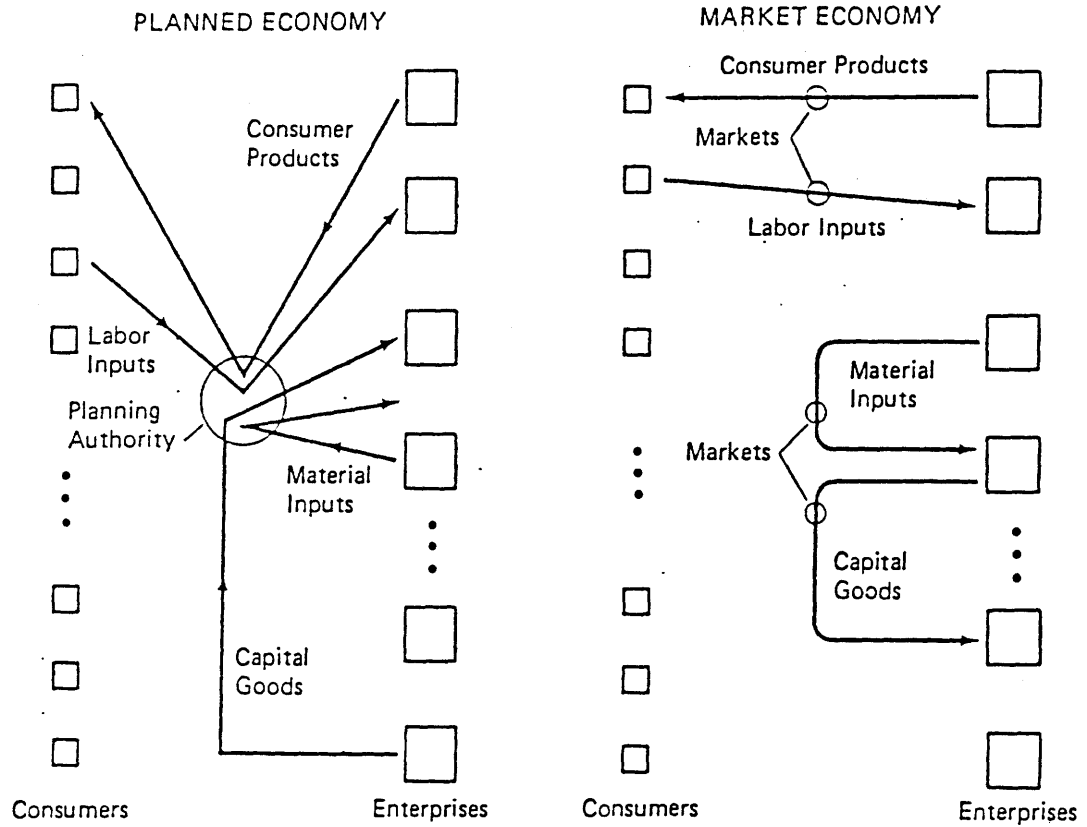 PLANNED ECONOMY
Consumer
Products
Labor
Inputs
Planning
Authority
Material
Inputs
Capital
Goods
Consumers
Enterprises
MARKET ECONOMY
Consumer Products
Markets
Labor Inputs
Material
Inputs
Markets
Capital
Goods
Consumers
Enterprises